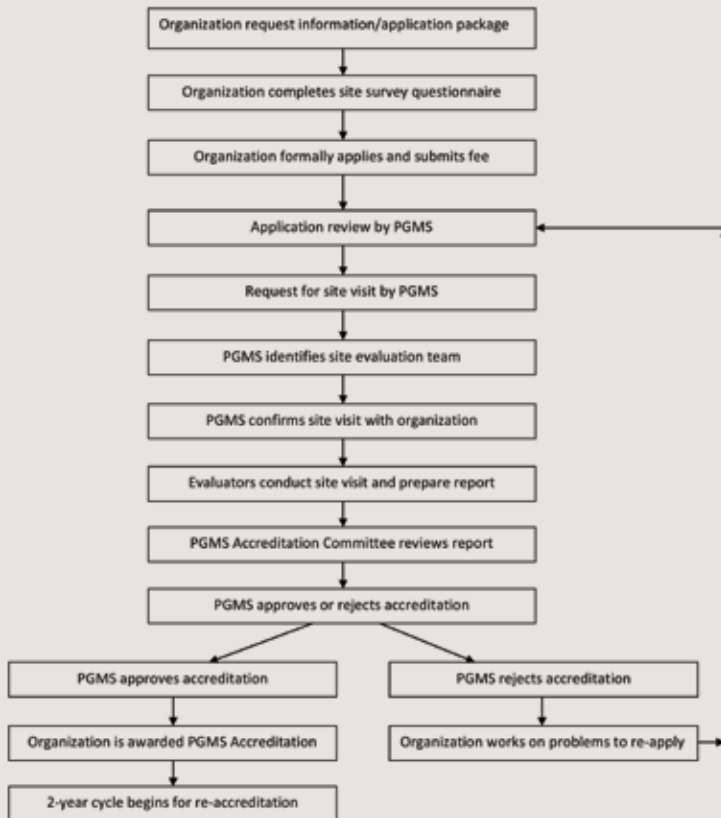 Organization request information/application package
Organization completes site survey questionnaire
Organization formally applies and submits fee
Application review by PGMS
Request for site visit by PGMS
PGMS identifies site evaluation team
PGMS confirms site visit with organization
Evaluators conduct site visit and prepare report
PGMS Accreditation Committee reviews report
PGMS approves or rejects accreditation
PGMS approves accreditation
PGMS rejects accreditation
Organization is awarded PGMS Accreditation
Organization works on problems to re-apply
2-year cycle begins for re-accreditation